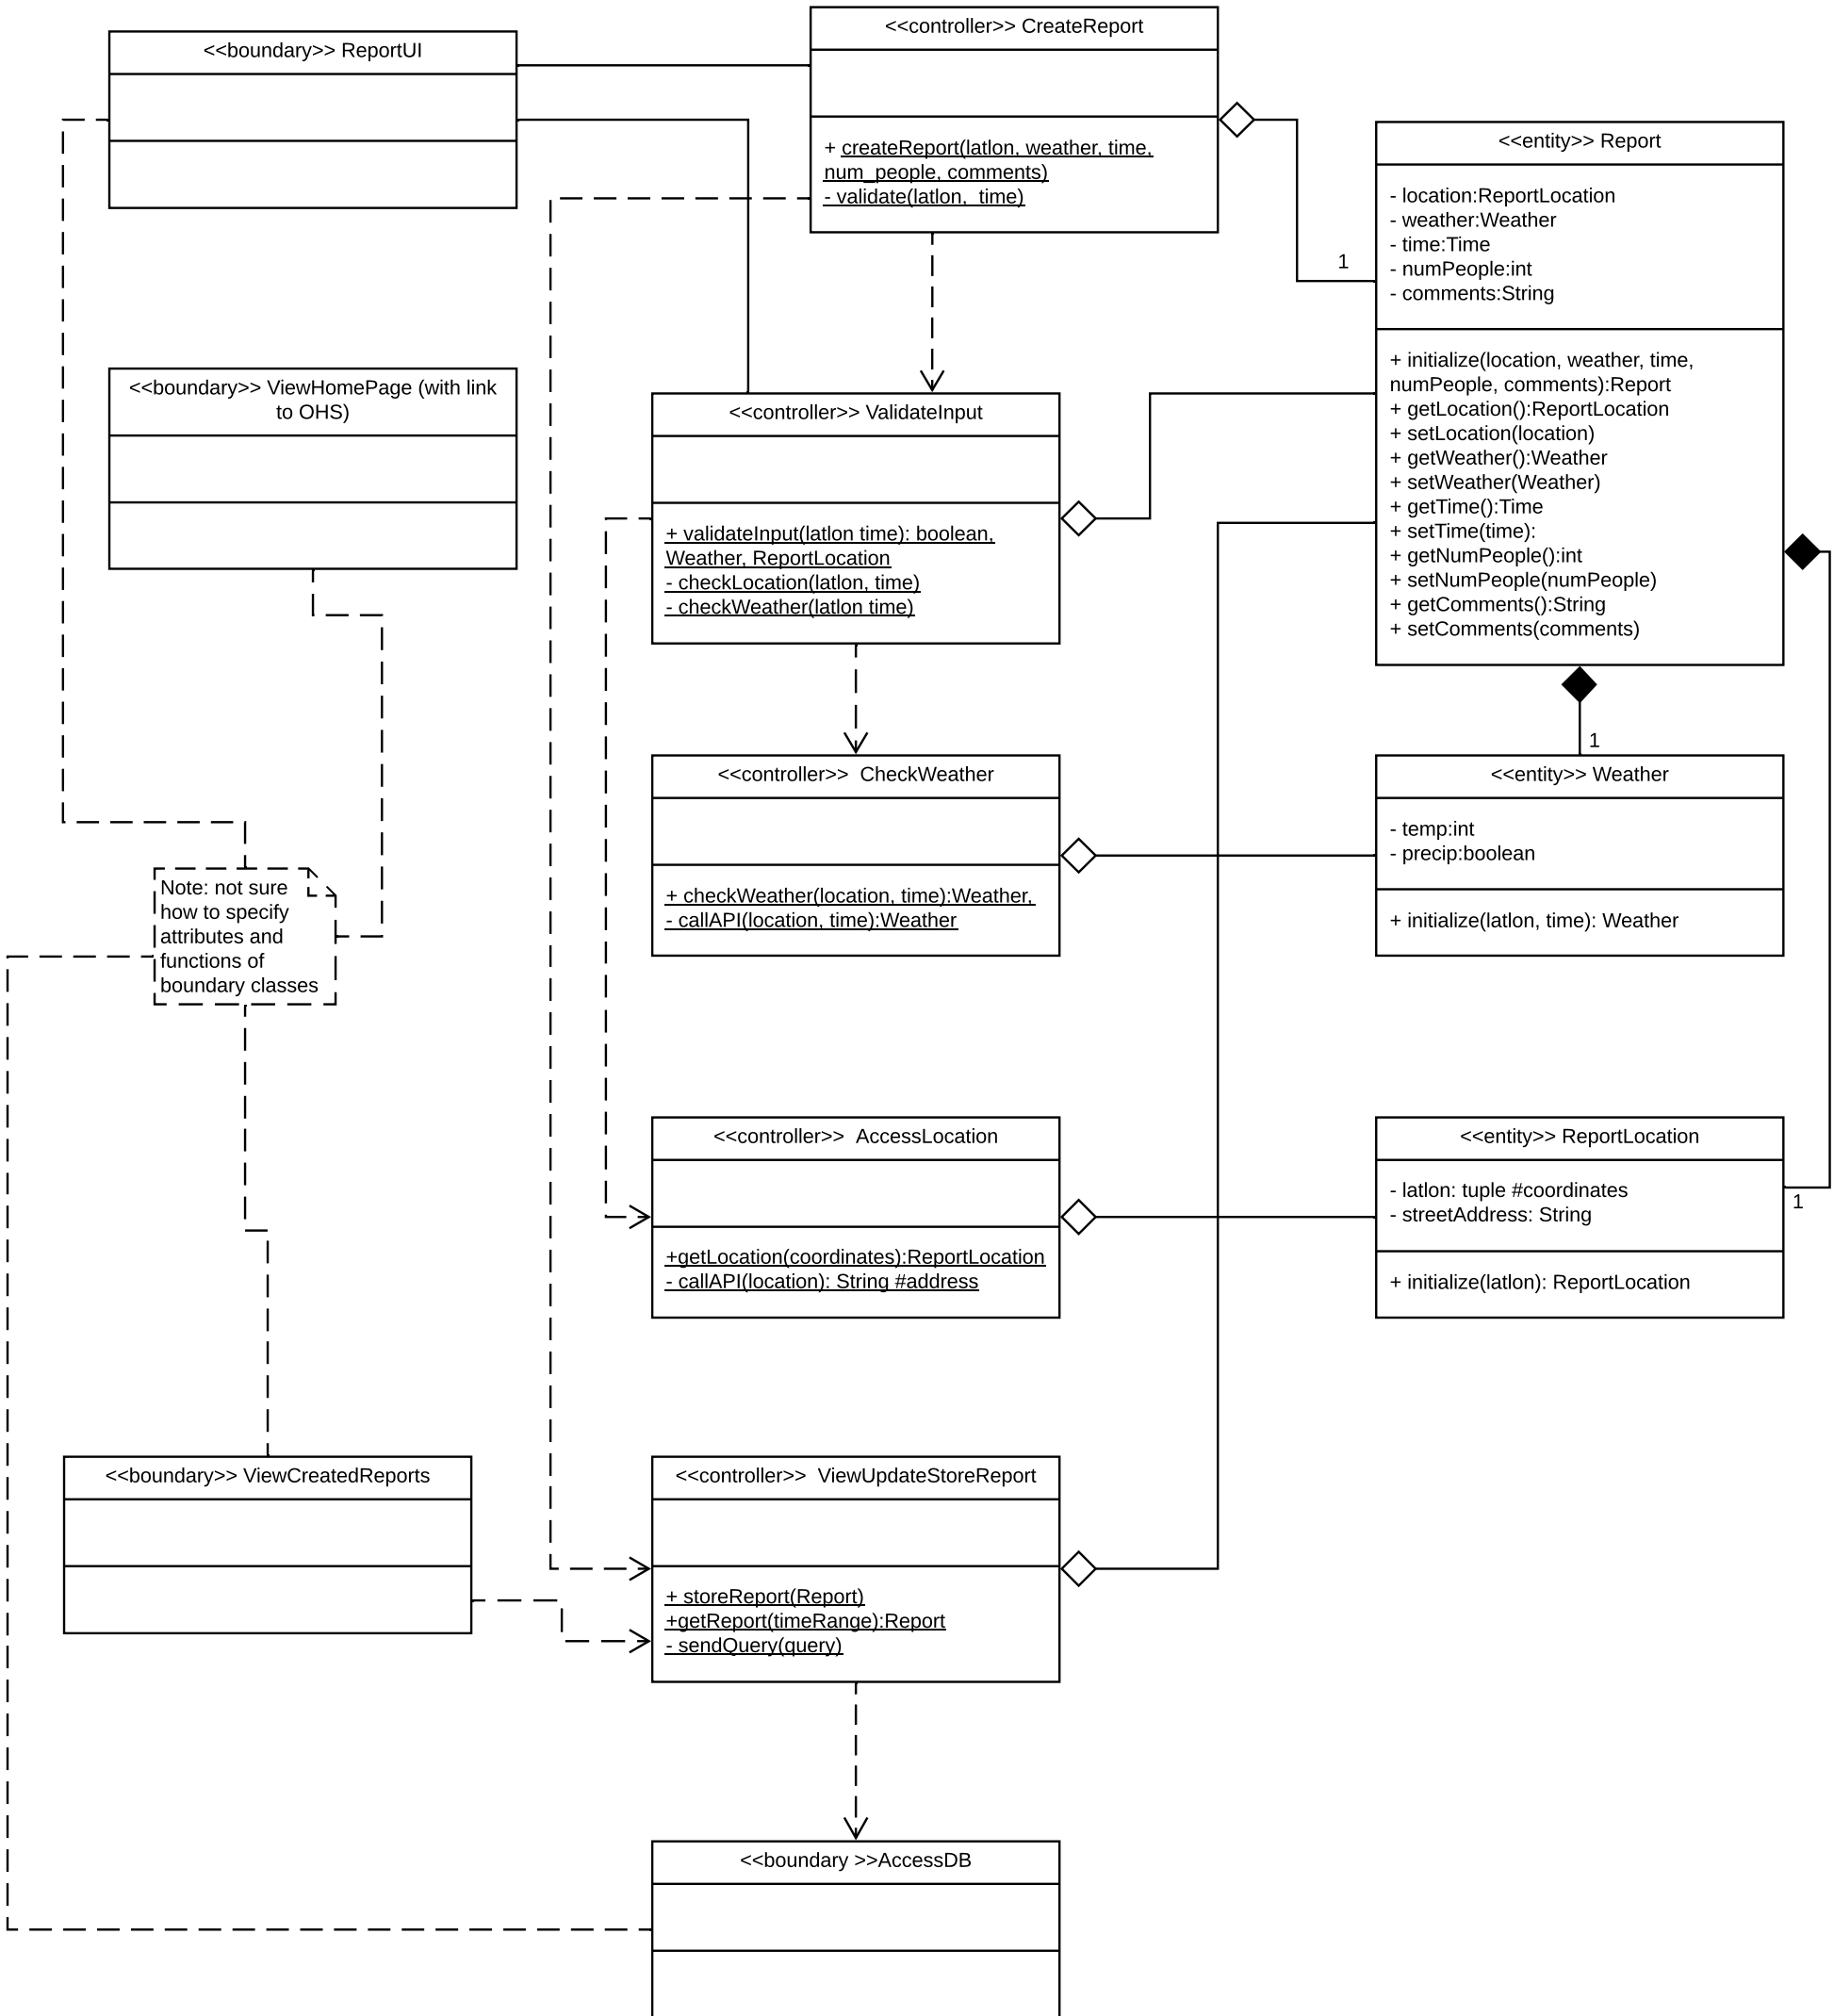 <<boundary>> ReportUI
<<controller>> CreateReport
+ createReport(latlon, weather, time,
num_people, comments)
- validate(latlon,  time)
1
<<entity>> Report
- location:ReportLocation
- weather:Weather
- time:Time
- numPeople:int
- comments:String
+ initialize(location, weather, time,
numPeople, comments):Report
+ getLocation():ReportLocation
+ setLocation(location)
+ getWeather():Weather
+ setWeather(Weather)
+ getTime():Time
+ setTime(time):
+ getNumPeople():int
+ setNumPeople(numPeople)
+ getComments():String
+ setComments(comments)
<<boundary>> ViewHomePage (with link
to OHS)
<<controller>> ValidateInput
+ validateInput(latlon time): boolean,
Weather, ReportLocation
- checkLocation(latlon, time)
- checkWeather(latlon time)
1
<<controller>>  CheckWeather
+ checkWeather(location, time):Weather,
- callAPI(location, time):Weather
<<entity>> Weather
- temp:int
- precip:boolean
+ initialize(latlon, time): Weather
Note: not sure
how to specify
attributes and
functions of
boundary classes
<<controller>>  AccessLocation
+getLocation(coordinates):ReportLocation
- callAPI(location): String #address
<<entity>> ReportLocation
- latlon: tuple #coordinates
- streetAddress: String
+ initialize(latlon): ReportLocation
1
<<boundary>> ViewCreatedReports
<<controller>>  ViewUpdateStoreReport
+ storeReport(Report)
+getReport(timeRange):Report
- sendQuery(query)
<<boundary >>AccessDB